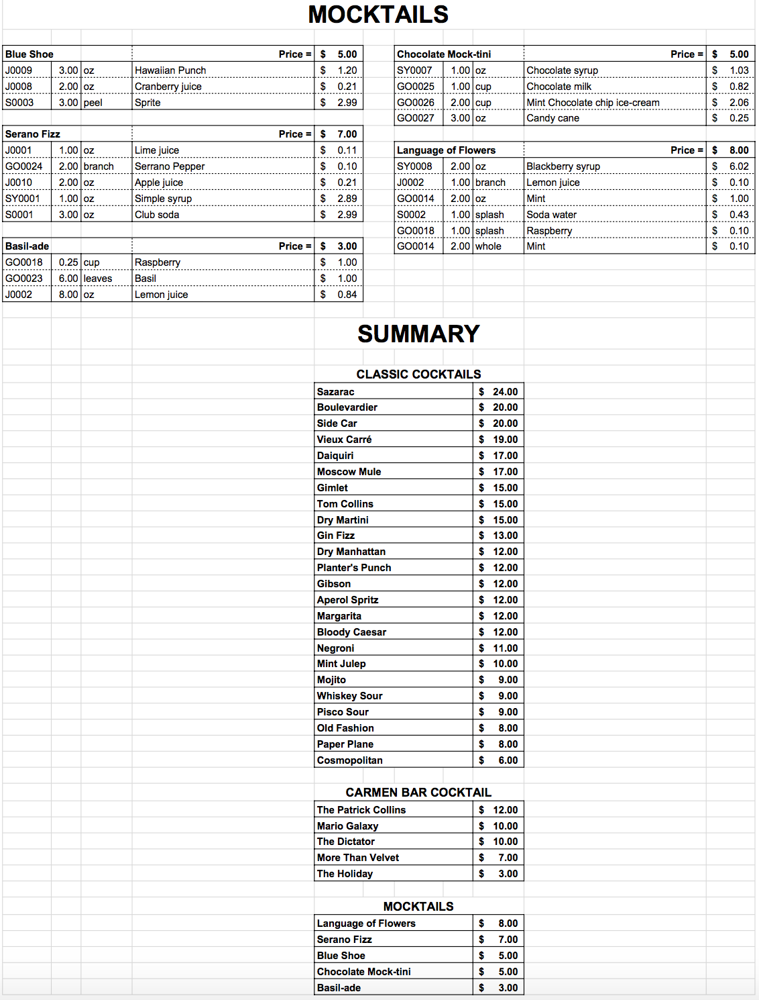 MOCKTAILS
Blue Shoe Price = $ 5.00
J0009 3.00 oz Hawaiian Punch $ 1.20
J0008 2.00 oz Cranberry juice $ 0.21
S0003 3.00 peel Sprite $ 2.99
Serano Fizz Price = $ 7.00
J0001 1.00 oz Lime juice $ 0.11
GO0024 2.00 branch Serrano Pepper $ 0.10
J0010 2.00 oz Apple juice $ 0.21
SY0001 1.00 oz Simple syrup $ 2.89
S0001 3.00 oz Club soda $ 2.99
Basil-ade Price = $ 3.00
GO0018 0.25 cup Raspberry $ 1.00
GO0023 6.00 leaves Basil $ 1.00
J0002 8.00 oz Lemon juice $ 0.84
Chocolate Mock-tini Price = $ 5.00
SY0007 1.00 oz Chocolate syrup $ 1.03
GO0025 1.00 cup Chocolate milk $ 0.82
GO0026 2.00 cup Mint Chocolate chip ice-cream $ 2.06
GO0027 3.00 oz Candy cane $ 0.25
Language of Flowers Price = $ 8.00
SY0008 2.00 oz Blackberry syrup $ 6.02
J0002 1.00 branch Lemon juice $ 0.10
GO0014 2.00 oz Mint $ 1.00
S0002 1.00 splash Soda water $ 0.43
GO0018 1.00 splash Raspberry $ 0.10
GO0014 2.00 whole Mint $ 0.10
SUMMARY
CLASSIC COCKTAILS
Sazarac $ 24.00
Boulevardier $ 20.00
Side Car $ 20.00
Vieux Carré $ 19.00
Daiquiri $ 17.00
Moscow Mule $ 17.00
Gimlet $ 15.00
Tom Collins $ 15.00
Dry Martini $ 15.00
Gin Fizz $ 13.00
Dry Manhattan $ 12.00
Planter's Punch $ 12.00
Gibson $ 12.00
Aperol Spritz $ 12.00
Margarita $ 12.00
Bloody Caesar $ 12.00
Negroni $ 11.00
Mint Julep $ 10.00
Mojito $ 9.00
Whiskey Sour $ 9.00
Pisco Sour $ 9.00
Old Fashion $ 8.00
Paper Plane $ 8.00
Cosmopolitan $ 6.00
CARMEN BAR COCKTAIL
The Patrick Collins $ 12.00
Mario Galaxy $ 10.00
The Dictator $ 10.00
More Than Velvet $ 7.00
The Holiday $ 3.00
MOCKTAILS
Language of Flowers $ 8.00
Serano Fizz $ 7.00
Blue Shoe $ 5.00
Chocolate Mock-tini $ 5.00
Basil-ade $ 3.00